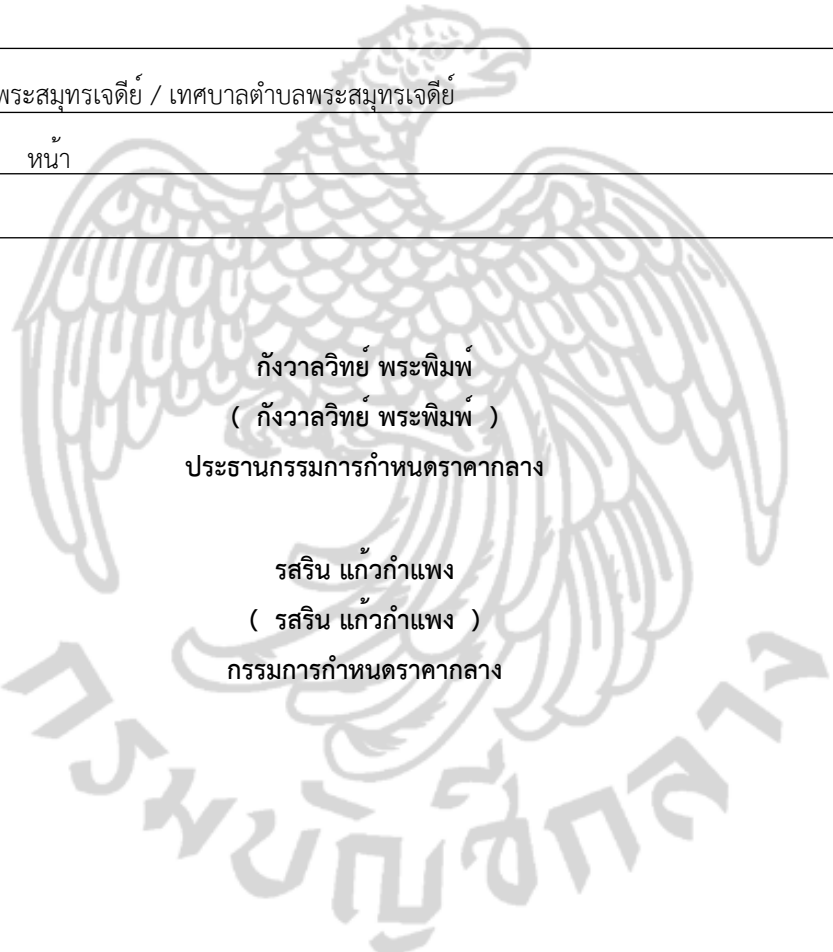 พระสมุทรเจดีย์ / เทศบาลตำบลพระสมุทรเจดีย์
หน้า
กังวาลวิทย์ พระพิมพ์
( กังวาลวิทย์ พระพิมพ์ )
ประธานกรรมการกำหนดราคากลาง
รสริน แก้วกำแพง
( รสริน แก้วกำแพง )
กรรมการกำหนดราคากลาง
กรมบัญชีกลาง